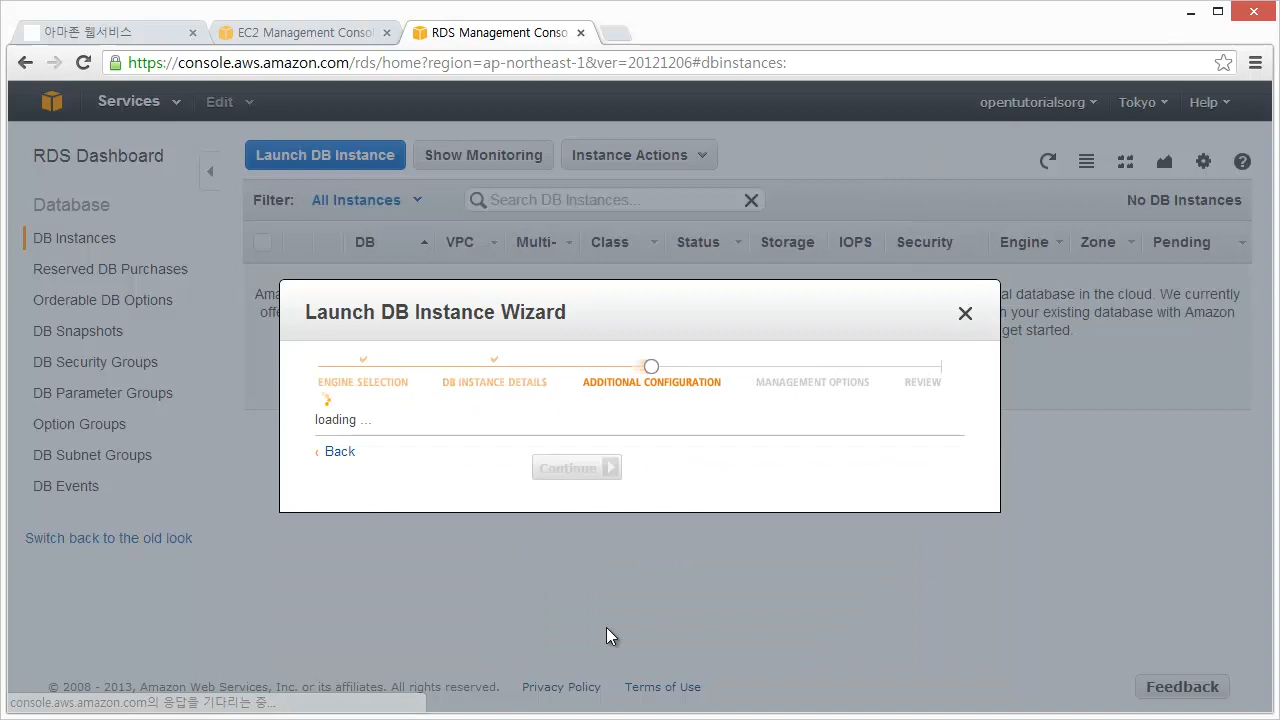 아마존 웹서비스
EC2 Management Consol
RDS Management Conso
https://console.aws.amazon.com/rds/home?region=ap-northeast-1&ver=20121206#dbinstances:
Services Edit opentutorialsorg Tokyo Help
RDS Dashboard
Database
DB Instances
Reserved DB Purchases
Orderable DB Options
DB Snapshots
DB Security Groups
DB Parameter Groups
Option Groups
DB Subnet Groups
DB Events
Switch back to the old look
Launch DB Instance Show Monitoring Instance Actions
Filter: All Instances Search DB Instances... No DB Instances
DB VPC Multi- Class Status Storage IOPS Security Engine Zone Pending
Ama al database in the cloud. We currently
offe your existing database with Amazon
get started.
Launch DB Instance Wizard
ENGINE SELECTION DB INSTANCE DETAILS ADDITIONAL CONFIGURATION MANAGEMENT OPTIONS REVIEW
loading ...
‹ Back
Continue
© 2008 - 2013, Amazon Web Services, Inc. or its affiliates. All rights reserved. Privacy Policy Terms of Use
Feedback
console.aws.amazon.com의 응답을 기다리는 중...